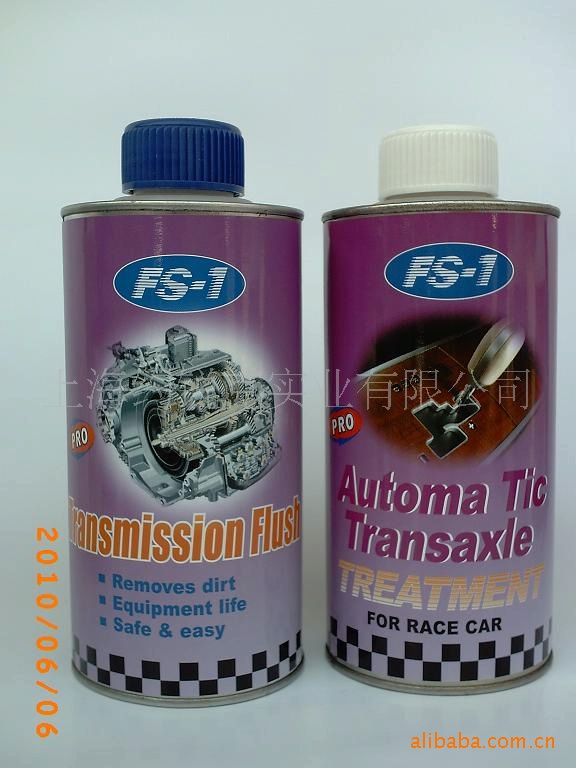 FS-1
PRO
Transmission Flush
Removes dirt
Equipment life
Safe & easy
FS-1
PRO
Automa Tic
Transaxle
TREATMENT
FOR RACE CAR
上海 实业有限公司
2010/06/06
alibaba.com.cn